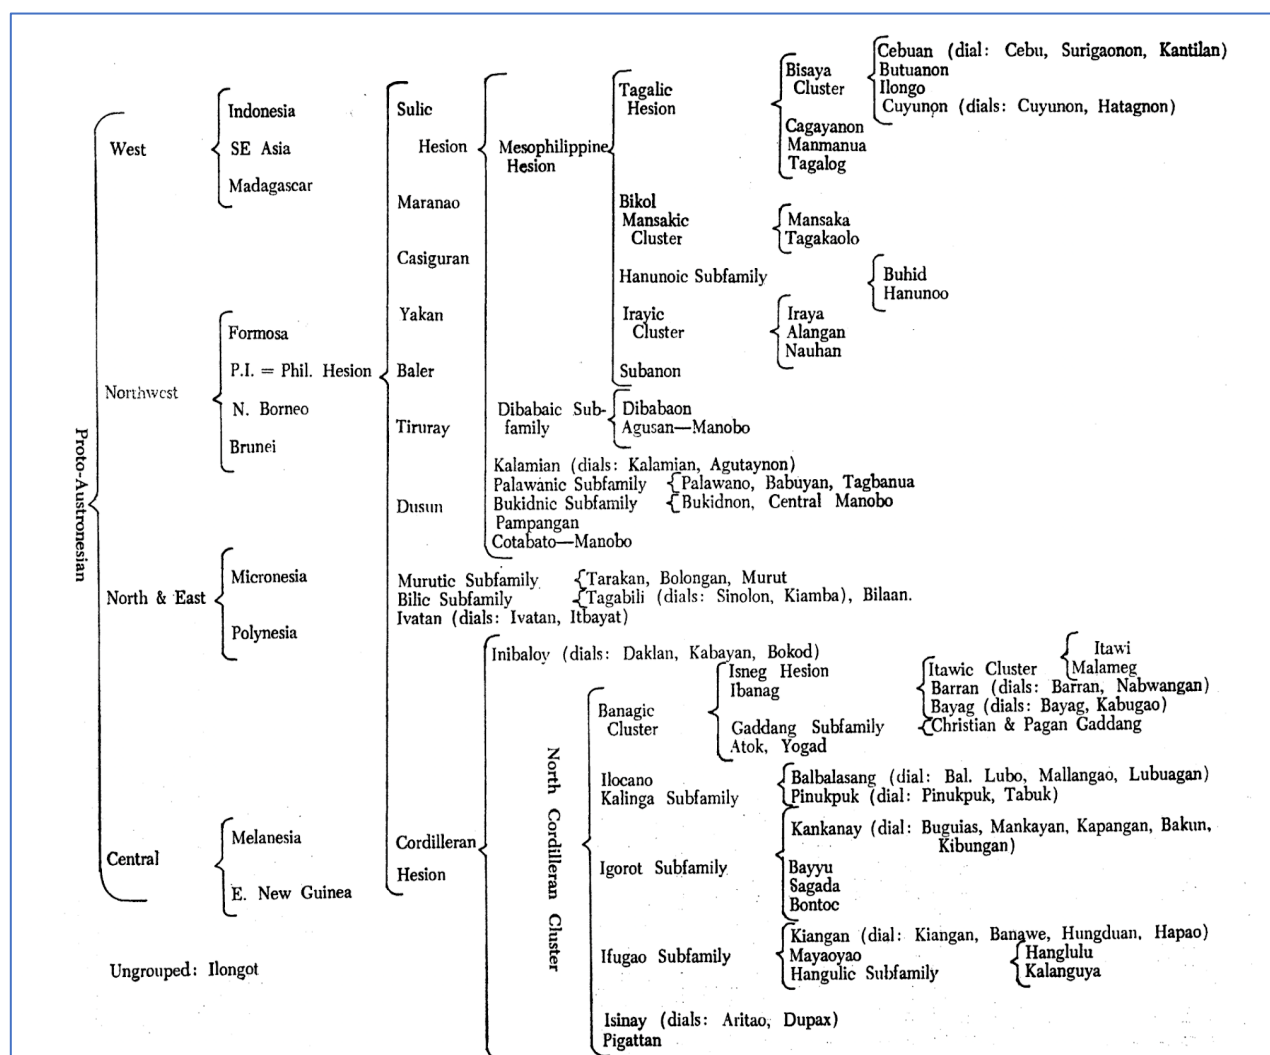 Proto-Austronesian
West
Indonesia
SE Asia
Madagascar
Northwest
Formosa
P.I. = Phil. Hesion
N. Borneo
Brunei
North & East
Micronesia
Polynesia
Central
Melanesia
E. New Guinea
Ungrouped: Ilongot
Sulic
Hesion
Maranao
Casiguran
Yakan
Baler
Tiruray
Dusun
Mesophilippine
Hesion
Tagalic
Hesion
Bisaya
Cluster
Cebuan (dial: Cebu, Surigaonon, Kantilan)
Butuanon
Ilongo
Cuyunon (dials: Cuyunon, Hatagnon)
Cagayanon
Manmanua
Tagalog
Bikol
Mansakic
Cluster
Mansaka
Tagakaolo
Hanunoic Subfamily
Buhid
Hanunoo
Irayic
Cluster
Iraya
Alangan
Nauhan
Subanon
Dibabaic Sub-
family
Dibabaon
Agusan—Manobo
Kalamian (dials: Kalamian, Agutaynon)
Palawanic Subfamily Palawano, Babuyan, Tagbanua
Bukidnic Subfamily Bukidnon, Central Manobo
Pampangan
Cotabato—Manobo
Murutic Subfamily Tarakan, Bolongan, Murut
Bilic Subfamily Tagabili (dials: Sinolon, Kiamba), Bilaan.
Ivatan (dials: Ivatan, Itbayat)
Cordilleran
Hesion
Inibaloy (dials: Daklan, Kabayan, Bokod)
North Cordilleran Cluster
Banagic
Cluster
Isneg Hesion
Ibanag
Itawic Cluster
Itawi
Malameg
Barran (dials: Barran, Nabwangan)
Bayag (dials: Bayag, Kabugao)
Gaddang Subfamily Christian & Pagan Gaddang
Atok, Yogad
Ilocano
Kalinga Subfamily
Balbalasang (dial: Bal. Lubo, Mallangao, Lubuagan)
Pinukpuk (dial: Pinukpuk, Tabuk)
Igorot Subfamily
Kankanay (dial: Buguias, Mankayan, Kapangan, Bakun,
Kibungan)
Bayyu
Sagada
Bontoc
Ifugao Subfamily
Kiangan (dial: Kiangan, Banawe, Hungduan, Hapao)
Mayaoyao
Hangulic Subfamily
Hanglulu
Kalanguya
Isinay (dials: Aritao, Dupax)
Pigattan